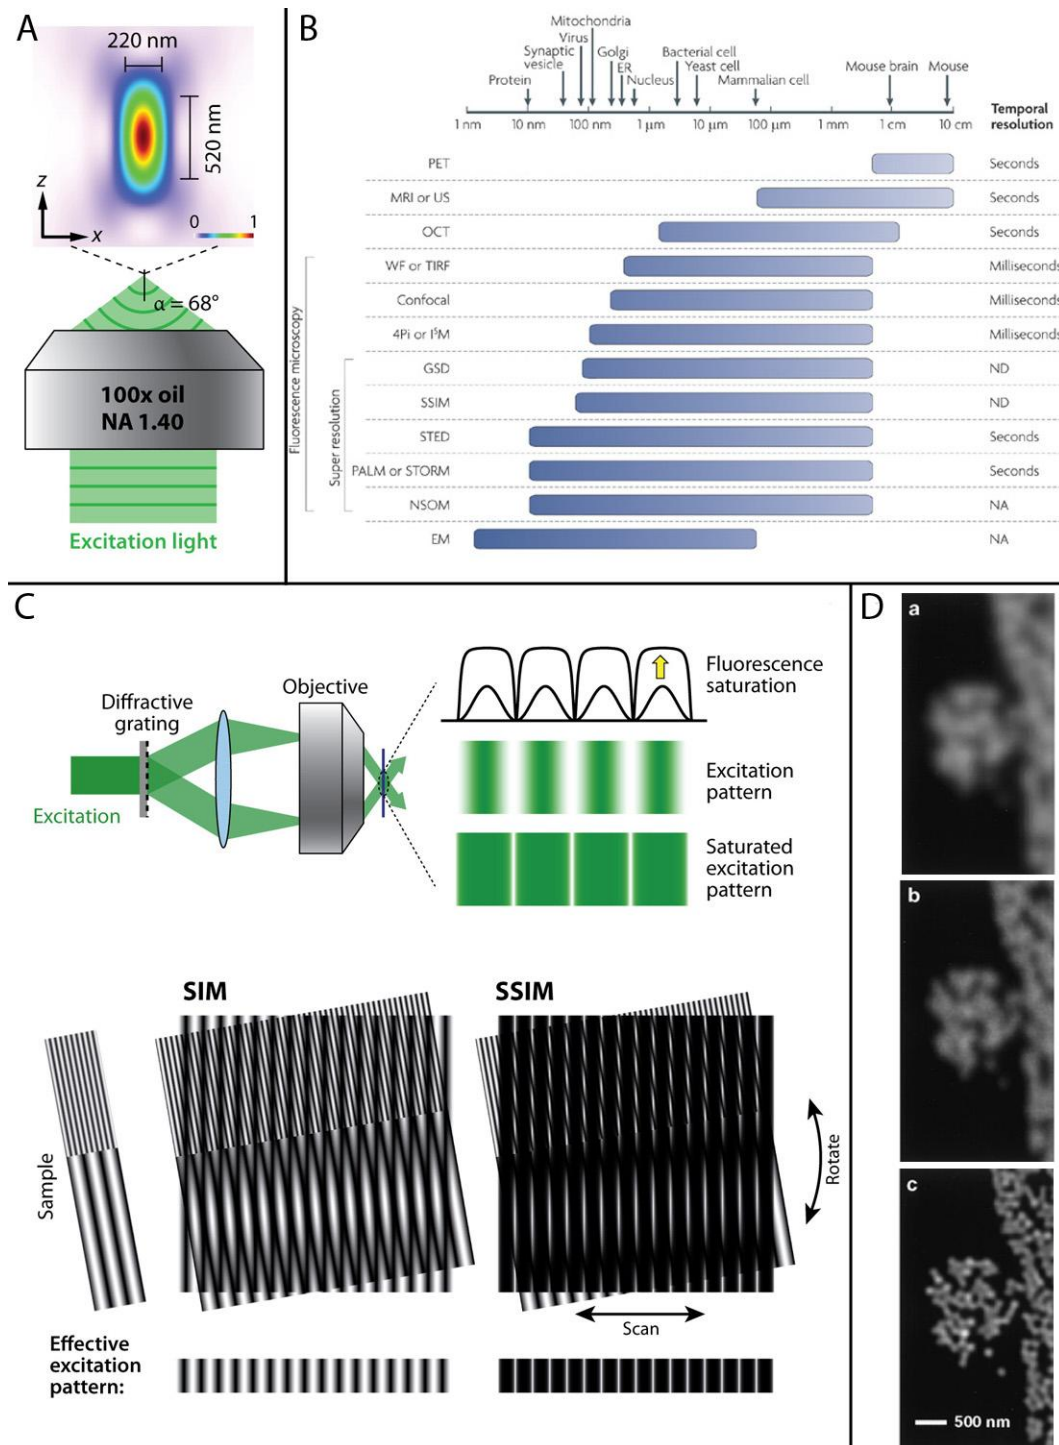 A
220 nm
520 nm
z
x
0 1
α = 68°
100x oil
NA 1.40
Excitation light
B
Mitochondria
Virus
Synaptic
vesicle
Golgi
ER
Bacterial cell
Yeast cell
Mouse brain
Mouse
Protein
Nucleus
Mammalian cell
1 nm 10 nm 100 nm 1 μm 10 μm 100 μm 1 mm 1 cm 10 cm
Temporal
resolution
PET Seconds
MRI or US Seconds
OCT Seconds
WF or TIRF Milliseconds
Confocal Milliseconds
4Pi or I⁵M Milliseconds
GSD ND
SSIM ND
STED Seconds
PALM or STORM Seconds
NSOM NA
EM NA
Fluorescence microscopy
Super resolution
C
Diffractive
grating
Objective
Excitation
Fluorescence
saturation
Excitation
pattern
Saturated
excitation
pattern
SIM
SSIM
Sample
Rotate
Scan
Effective
excitation
pattern:
D
a
b
c
500 nm